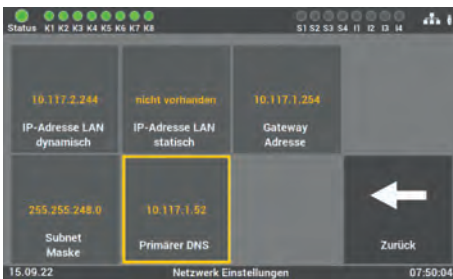 Status K1 K2 K3 K4 K5 K6 K7 K8 S1 S2 S3 S4 I1 I2 I3 I4
10.117.2.244
IP-Adresse LAN
dynamisch
nicht vorhanden
IP-Adresse LAN
statisch
10.117.1.254
Gateway
Adresse
255.255.248.0
Subnet
Maske
10.117.1.52
Primärer DNS
Zurück
15.09.22 Netzwerk Einstellungen 07:50:04